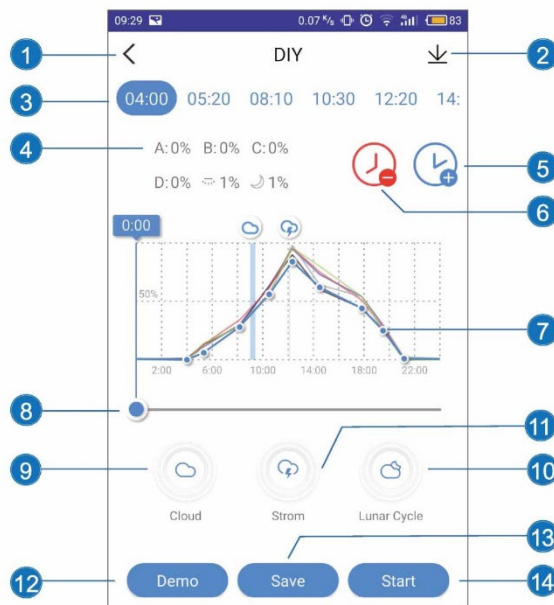 09:29 0.07 K/s 83
1 DIY 2
3 04:00 05:20 08:10 10:30 12:20 14:
4 A:0% B:0% C:0%
D:0% 1% 1% 5
6
0:00
50%
7
2:00 6:00 10:00 14:00 18:00 22:00
8
11
9 10
Cloud Strom Lunar Cycle
13
12 Demo Save Start 14